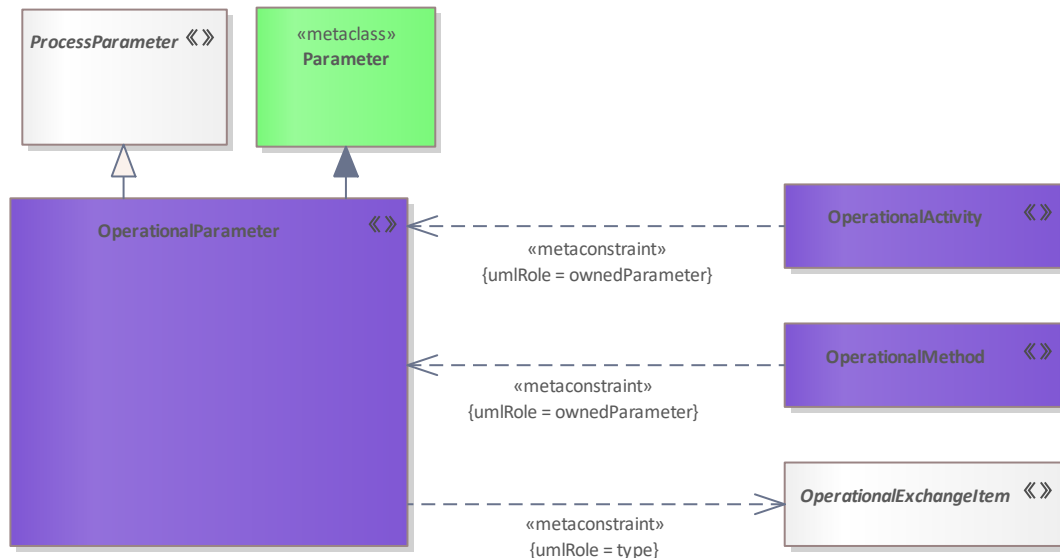 ProcessParameter «»
«metaclass»
Parameter
OperationalParameter «»
OperationalActivity «»
«metaconstraint»
{umlRole = ownedParameter}
OperationalMethod «»
«metaconstraint»
{umlRole = ownedParameter}
OperationalExchangeItem «»
«metaconstraint»
{umlRole = type}